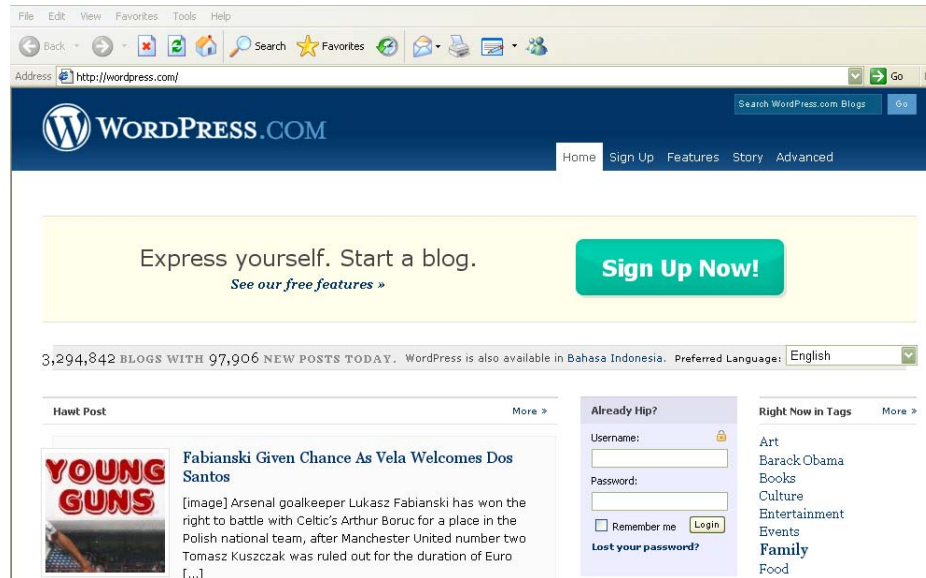 File Edit View Favorites Tools Help
Back Search Favorites
Address http://wordpress.com/ Go
Search WordPress.com Blogs Go
WORDPRESS.COM
Home Sign Up Features Story Advanced
Express yourself. Start a blog.
See our free features »
Sign Up Now!
3,294,842 BLOGS WITH 97,906 NEW POSTS TODAY. WordPress is also available in Bahasa Indonesia. Preferred Language: English
Hawt Post More »
YOUNG
GUNS
Fabianski Given Chance As Vela Welcomes Dos
Santos
[image] Arsenal goalkeeper Lukasz Fabianski has won the
right to battle with Celtic's Arthur Boruc for a place in the
Polish national team, after Manchester United number two
Tomasz Kuszczak was ruled out for the duration of Euro
[...]
Already Hip?
Username:
Password:
Remember me Login
Lost your password?
Right Now in Tags More »
Art
Barack Obama
Books
Culture
Entertainment
Events
Family
Food